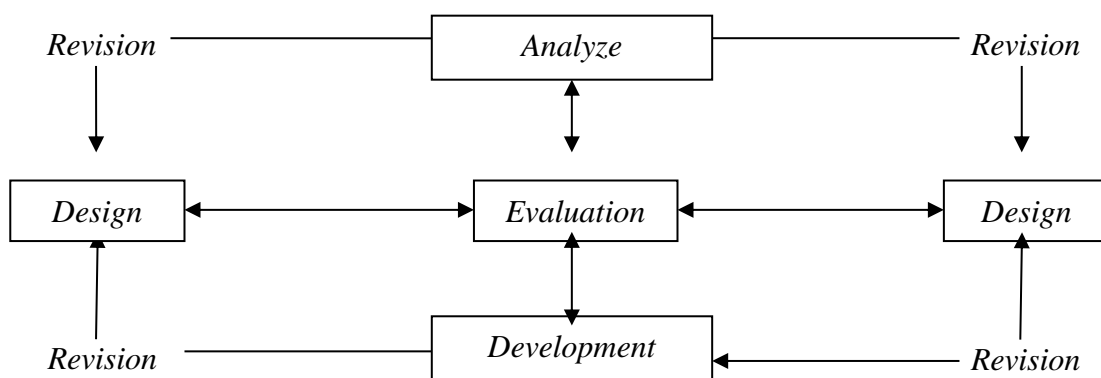 Revision
Analyze
Revision
Design
Evaluation
Design
Revision
Development
Revision